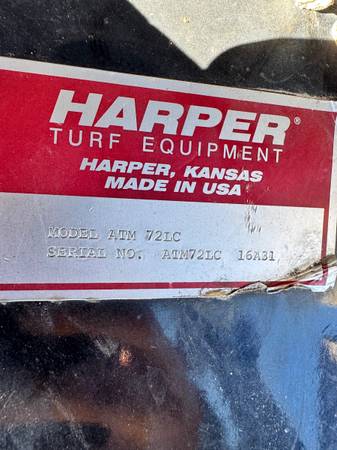 HARPER®
TURF EQUIPMENT
HARPER, KANSAS
MADE IN USA
MODEL ATM 72LC
SERIAL NO. ATM72LC 16A31